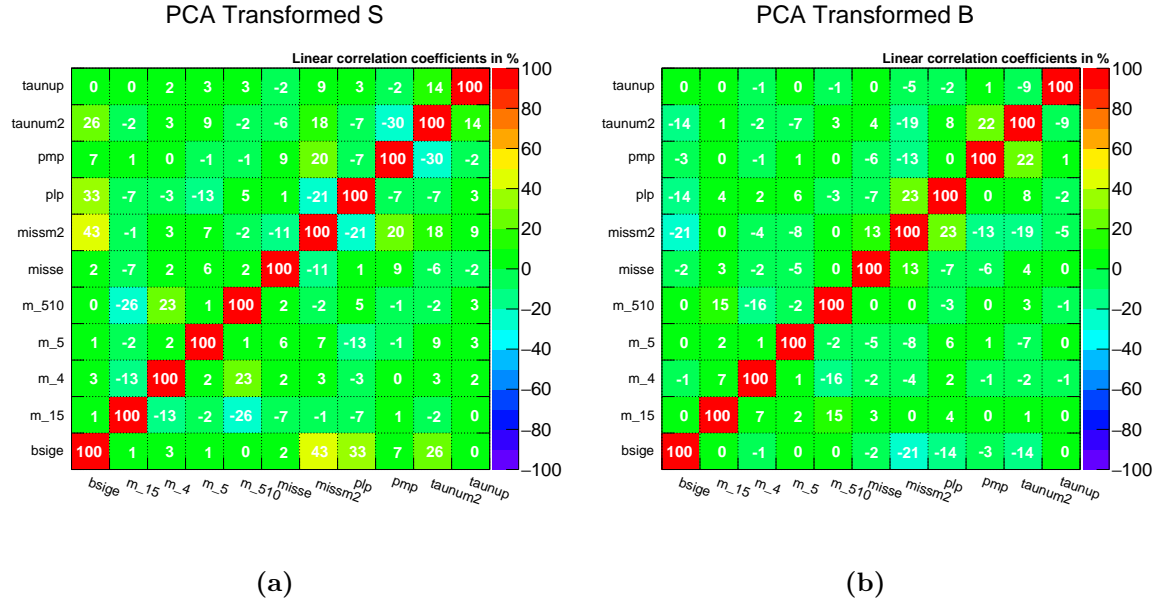 PCA Transformed S
Linear correlation coefficients in %
taunup 0 0 2 3 3 -2 9 3 -2 14 100
taunum2 26 -2 3 9 -2 -6 18 -7 -30 100 14
pmp 7 1 0 -1 -1 9 20 -7 100 -30 -2
plp 33 -7 -3 -13 5 1 -21 100 -7 -7 3
missm2 43 -1 3 7 -2 -11 100 -21 20 18 9
misse 2 -7 2 6 2 100 -11 1 9 -6 -2
m_510 0 -26 23 1 100 2 -2 5 -1 -2 3
m_5 1 -2 2 100 1 6 7 -13 -1 9 3
m_4 3 -13 100 2 23 2 3 -3 0 3 2
m_15 1 100 -13 -2 -26 -7 -1 -7 1 -2 0
bsige 100 1 3 1 0 2 43 33 7 26 0
bsige m_15 m_4 m_5 m_510 misse missm2 plp pmp taunum2 taunup
100
80
60
40
20
0
−20
−40
−60
−80
−100
(a)
PCA Transformed B
Linear correlation coefficients in %
taunup 0 0 -1 0 -1 0 -5 -2 1 -9 100
taunum2 -14 1 -2 -7 3 4 -19 8 22 100 -9
pmp -3 0 -1 1 0 -6 -13 0 100 22 1
plp -14 4 2 6 -3 -7 23 100 0 8 -2
missm2 -21 0 -4 -8 0 13 100 23 -13 -19 -5
misse -2 3 -2 -5 0 100 13 -7 -6 4 0
m_510 0 15 -16 -2 100 0 0 -3 0 3 -1
m_5 0 2 1 100 -2 -5 -8 6 1 -7 0
m_4 -1 7 100 1 -16 -2 -4 2 -1 -2 -1
m_15 0 100 7 2 15 3 0 4 0 1 0
bsige 100 0 -1 0 0 -2 -21 -14 -3 -14 0
bsige m_15 m_4 m_5 m_510 misse missm2 plp pmp taunum2 taunup
100
80
60
40
20
0
−20
−40
−60
−80
−100
(b)